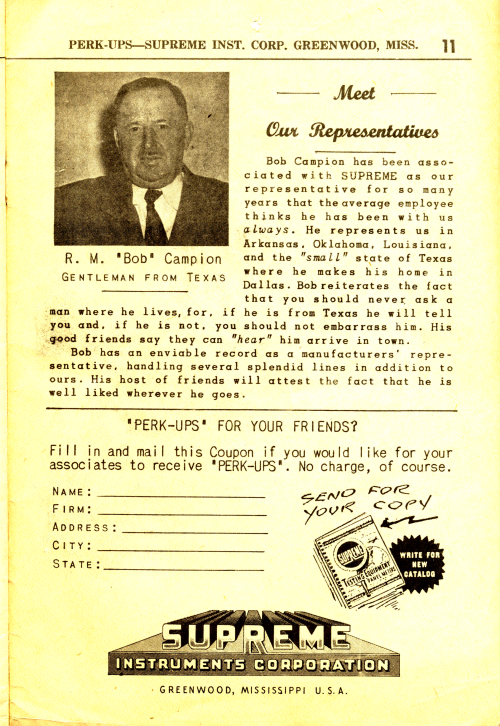 PERK-UPS—SUPREME INST. CORP. GREENWOOD, MISS. 11
Meet
Our Representatives
Bob Campion has been asso-
ciated with SUPREME as our
representative for so many
years that the average employee
thinks he has been with us
always. He represents us in
Arkansas, Oklahoma, Louisiana,
and the "small" state of Texas
where he makes his home in
Dallas. Bob reiterates the fact
that you should never ask a
man where he lives, for, if he is from Texas he will tell
you and, if he is not, you should not embarrass him. His
good friends say they can "hear" him arrive in town.
Bob has an enviable record as a manufacturers' repre-
sentative, handling several splendid lines in addition to
ours. His host of friends will attest the fact that he is
well liked wherever he goes.
R. M. "Bob" Campion
GENTLEMAN FROM TEXAS
"PERK-UPS" FOR YOUR FRIENDS?
Fill in and mail this Coupon if you would like for your
associates to receive "PERK-UPS". No charge, of course.
NAME:
FIRM:
ADDRESS:
CITY:
STATE:
SEND FOR
YOUR COPY
SUPREME
TESTING EQUIPMENT
PANEL METERS
WRITE FOR
NEW
CATALOG
SUPREME
INSTRUMENTS CORPORATION
GREENWOOD, MISSISSIPPI U.S.A.